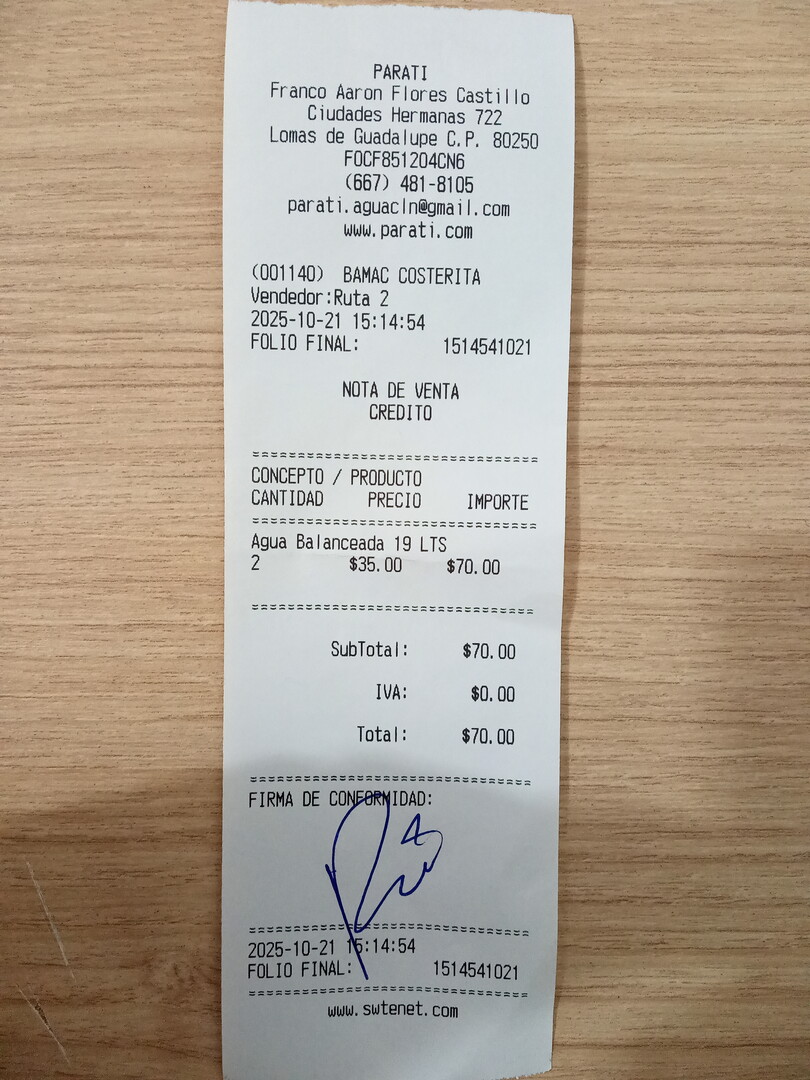 PARATI
Franco Aaron Flores Castillo
Ciudades Hermanas 722
Lomas de Guadalupe C.P. 80250
FOCF851204CN6
(667) 481-8105
parati.aguacln@gmail.com
www.parati.com
(001140) BAMAC COSTERITA
Vendedor:Ruta 2
2025-10-21 15:14:54
FOLIO FINAL: 1514541021
NOTA DE VENTA
CREDITO
CONCEPTO / PRODUCTO
CANTIDAD PRECIO IMPORTE
Agua Balanceada 19 LTS
2 $35.00 $70.00
SubTotal: $70.00
IVA: $0.00
Total: $70.00
FIRMA DE CONFORMIDAD:
2025-10-21 15:14:54
FOLIO FINAL: 1514541021
www.swtenet.com